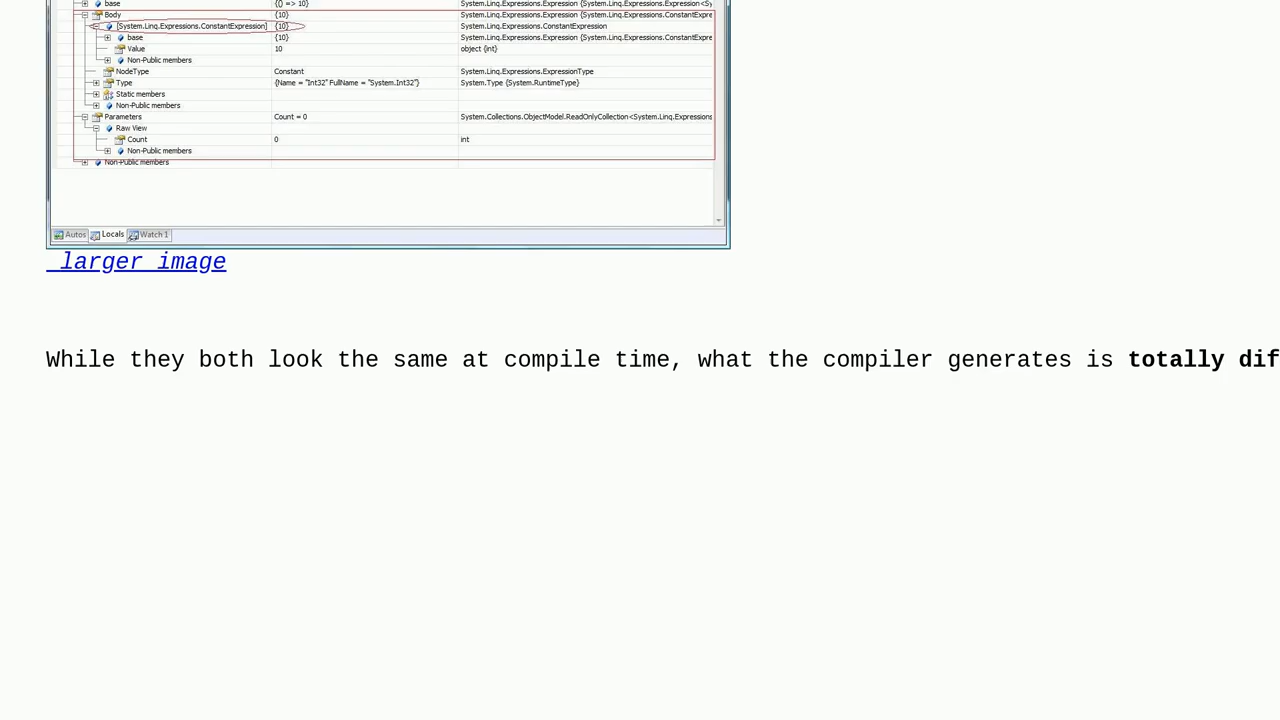 base {() => 10} System.Linq.Expressions.Expression {System.Linq.Expressions.Expression<Sy
Body {10} System.Linq.Expressions.Expression {System.Linq.Expressions.ConstantExpre
[System.Linq.Expressions.ConstantExpression] {10} System.Linq.Expressions.ConstantExpression
base {10} System.Linq.Expressions.Expression {System.Linq.Expressions.ConstantExpre
Value 10 object {int}
Non-Public members
NodeType Constant System.Linq.Expressions.ExpressionType
Type {Name = "Int32" FullName = "System.Int32"} System.Type {System.RuntimeType}
Static members
Non-Public members
Parameters Count = 0 System.Collections.ObjectModel.ReadOnlyCollection<System.Linq.Expressions
Raw View
Count 0 int
Non-Public members
Non-Public members
Autos Locals Watch 1
larger image
While they both look the same at compile time, what the compiler generates is totally dif